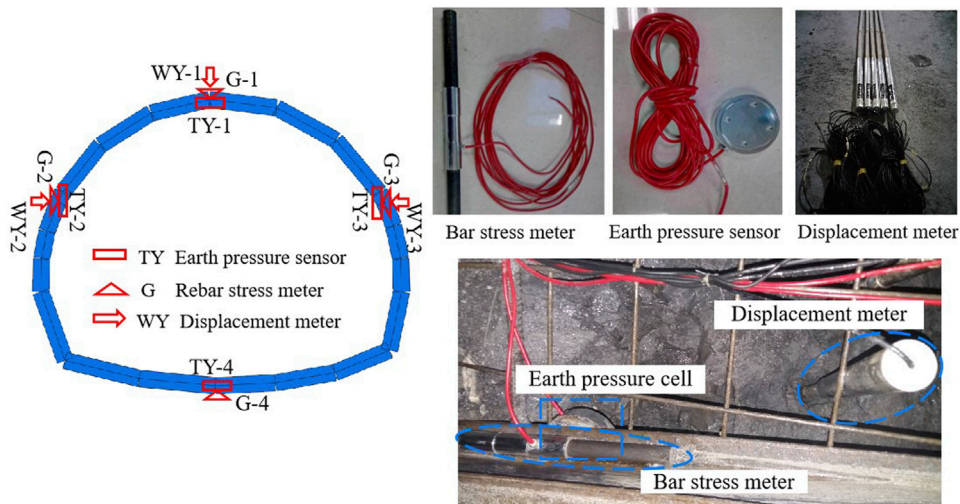 WY-1
G-1
TY-1
G-2
TY-2
WY-2
G-3
TY-3
WY-3
TY Earth pressure sensor
G Rebar stress meter
WY Displacement meter
TY-4
G-4
Bar stress meter
Earth pressure sensor
Displacement meter
Displacement meter
Earth pressure cell
Bar stress meter